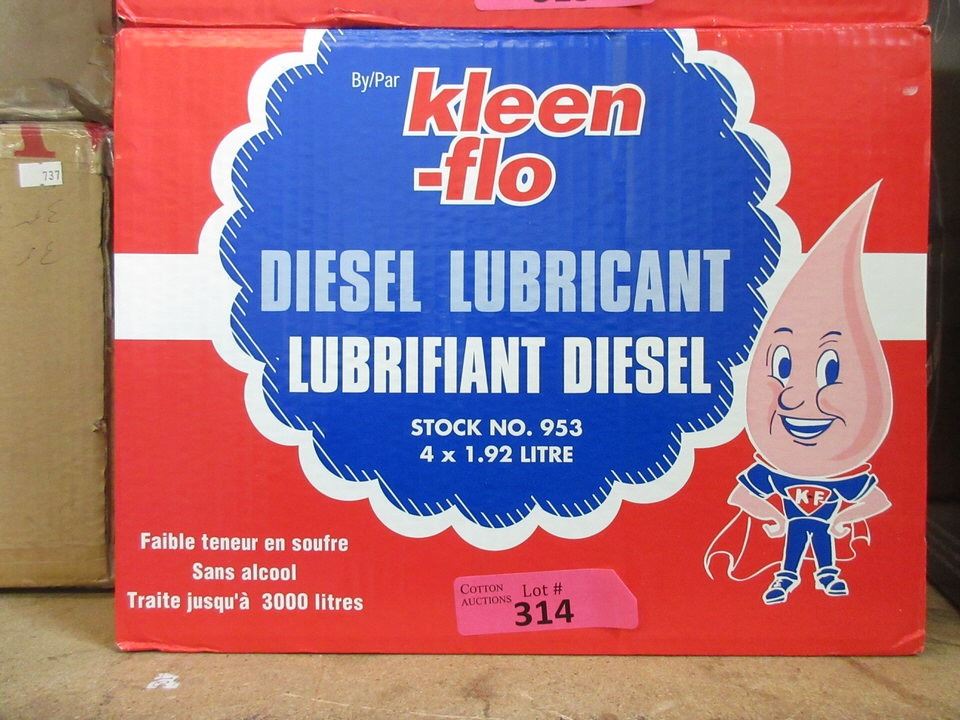 By/Par
kleen
-flo
DIESEL LUBRICANT
LUBRIFIANT DIESEL
STOCK NO. 953
4 x 1.92 LITRE
KF
Faible teneur en soufre
Sans alcool
Traite jusqu'à 3000 litres
COTTON
AUCTIONS
Lot #
314
737